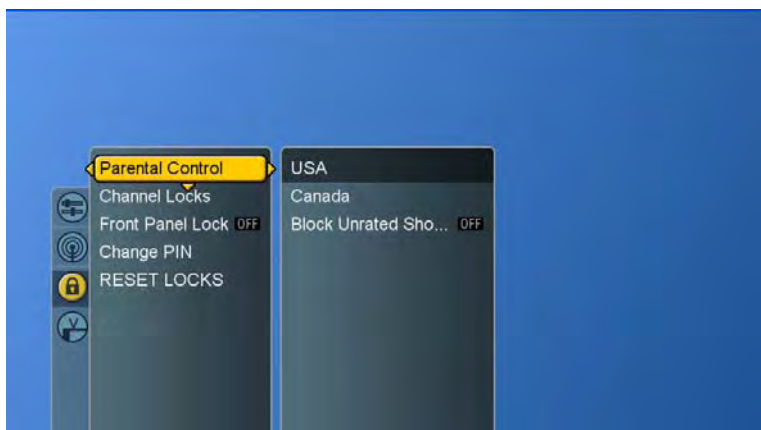 Parental Control
Channel Locks
Front Panel Lock OFF
Change PIN
RESET LOCKS
USA
Canada
Block Unrated Sho... OFF